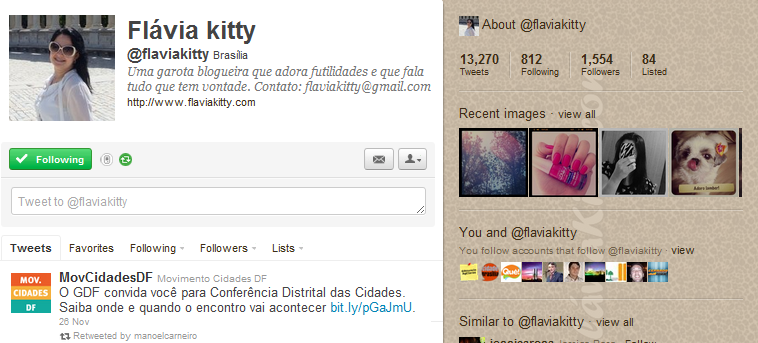 Flávia kitty
@flaviakitty Brasília
Uma garota blogueira que adora futilidades e que fala
tudo que tem vontade. Contato: flaviakitty@gmail.com
http://www.flaviakitty.com
Following
Tweet to @flaviakitty
Tweets Favorites Following Followers Lists
MOV.
CIDADES
DF
MovCidadesDF Movimento Cidades DF
O GDF convida você para Conferência Distrital das Cidades.
Saiba onde e quando o encontro vai acontecer bit.ly/pGaJmU.
26 Nov
Retweeted by manoelcarneiro
About @flaviakitty
13,270 812 1,554 84
Tweets Following Followers Listed
Recent images · view all
You and @flaviakitty
You follow accounts that follow @flaviakitty · view
Que!
Similar to @flaviakitty · view all